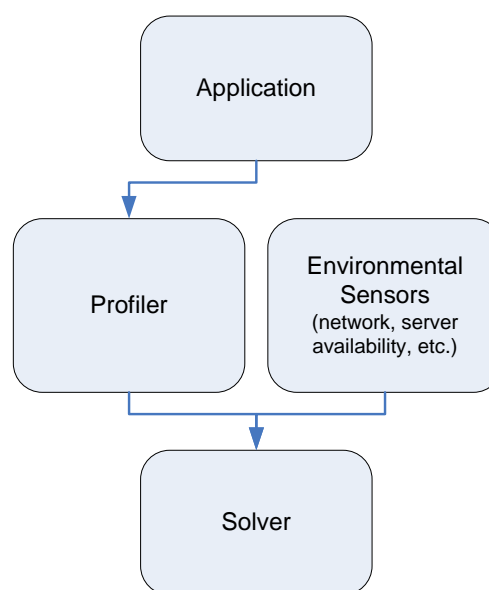 Application
Profiler
Environmental
Sensors
(network, server
availability, etc.)
Solver